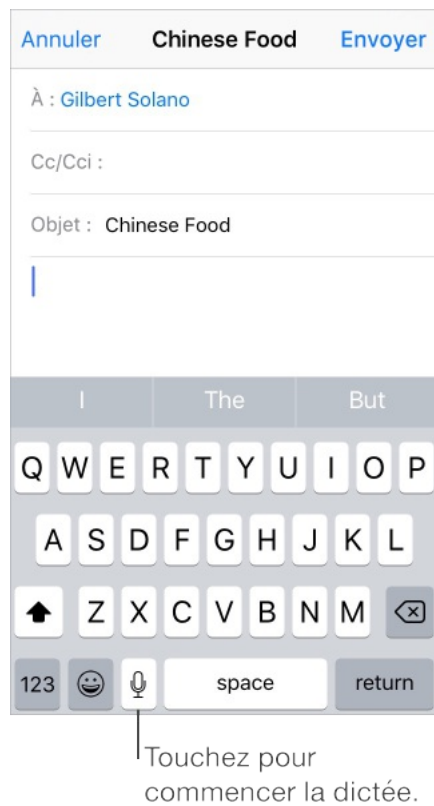 Annuler Chinese Food Envoyer
À : Gilbert Solano
Cc/Cci :
Objet : Chinese Food
I The But
Q W E R T Y U I O P
A S D F G H J K L
Z X C V B N M
123 space return
Touchez pour
commencer la dictée.